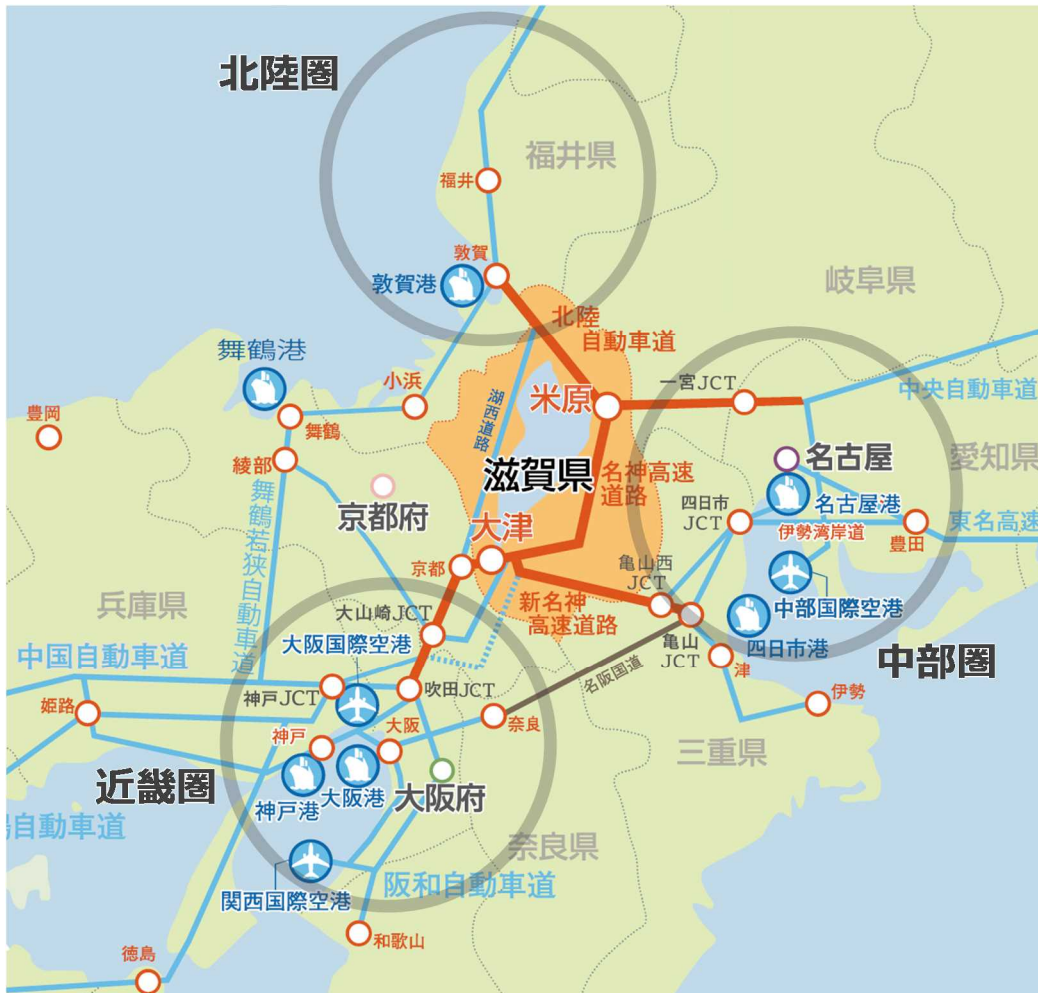 北陸圏
福井県
福井
敦賀
敦賀港
岐阜県
北陸
自動車道
舞鶴港
小浜
湖西道路
米原
一宮JCT
中央自動車道
豊岡
舞鶴
綾部
舞鶴若狭自動車道
京都府
滋賀県
名神高速
道路
名古屋
愛知県
名古屋港
四日市
JCT
伊勢湾岸道
豊田
東名高速
大津
京都
亀山西
JCT
中部国際空港
兵庫県
大山崎JCT
新名神
高速道路
大阪国際空港
亀山
JCT
四日市港
中部圏
中国自動車道
名阪国道
津
神戸JCT
吹田JCT
伊勢
姫路
神戸
大阪
奈良
三重県
近畿圏
神戸港
大阪港
大阪府
自動車道
奈良県
関西国際空港
阪和自動車道
和歌山
徳島